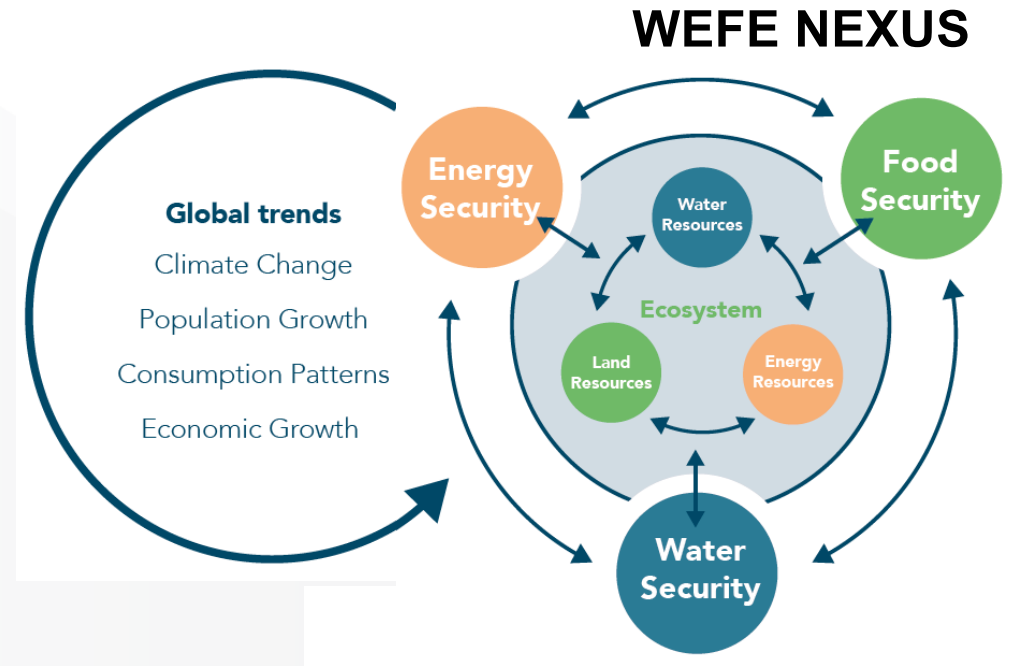 WEFE NEXUS
Global trends
Climate Change
Population Growth
Consumption Patterns
Economic Growth
Energy
Security
Food
Security
Water
Resources
Ecosystem
Land
Resources
Energy
Resources
Water
Security